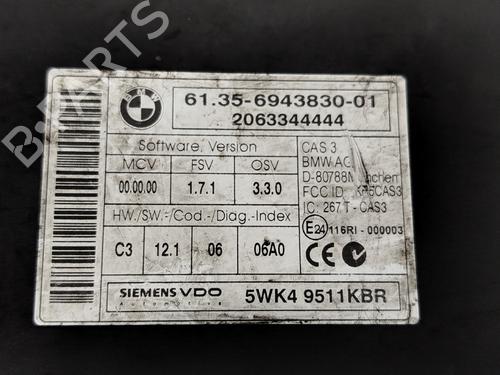 B-PARTS
BMW
61.35-6943830-01
2063344444
Software, Version
MCV FSV OSV
00.00.00 1.7.1 3.3.0
HW./SW.-/Cod.-/Diag.-Index
C3 12.1 06 06A0
CAS 3
BMW AG
D-80788 München
FCC ID
IC: 267 T - CAS3
E24 116RI - 000003
CE
SIEMENS VDO
Automotive
5WK4 9511KBR